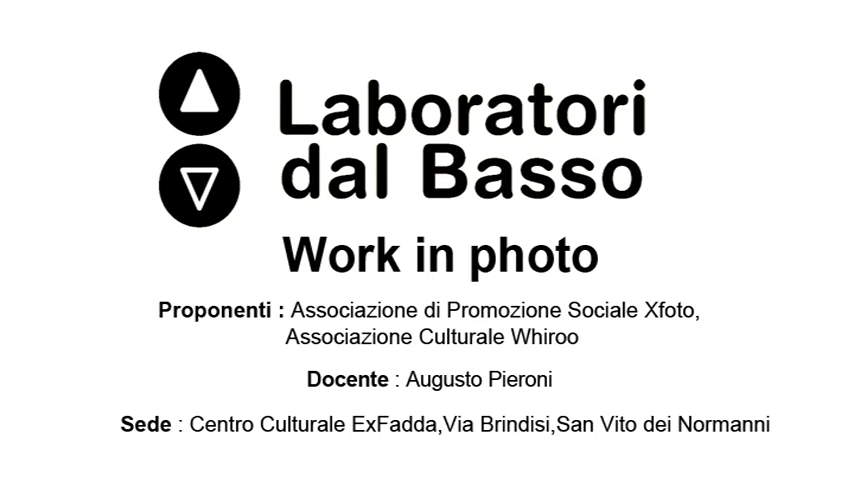 Laboratori
dal Basso
Work in photo
Proponenti : Associazione di Promozione Sociale Xfoto,
Associazione Culturale Whiroo
Docente : Augusto Pieroni
Sede : Centro Culturale ExFadda,Via Brindisi,San Vito dei Normanni